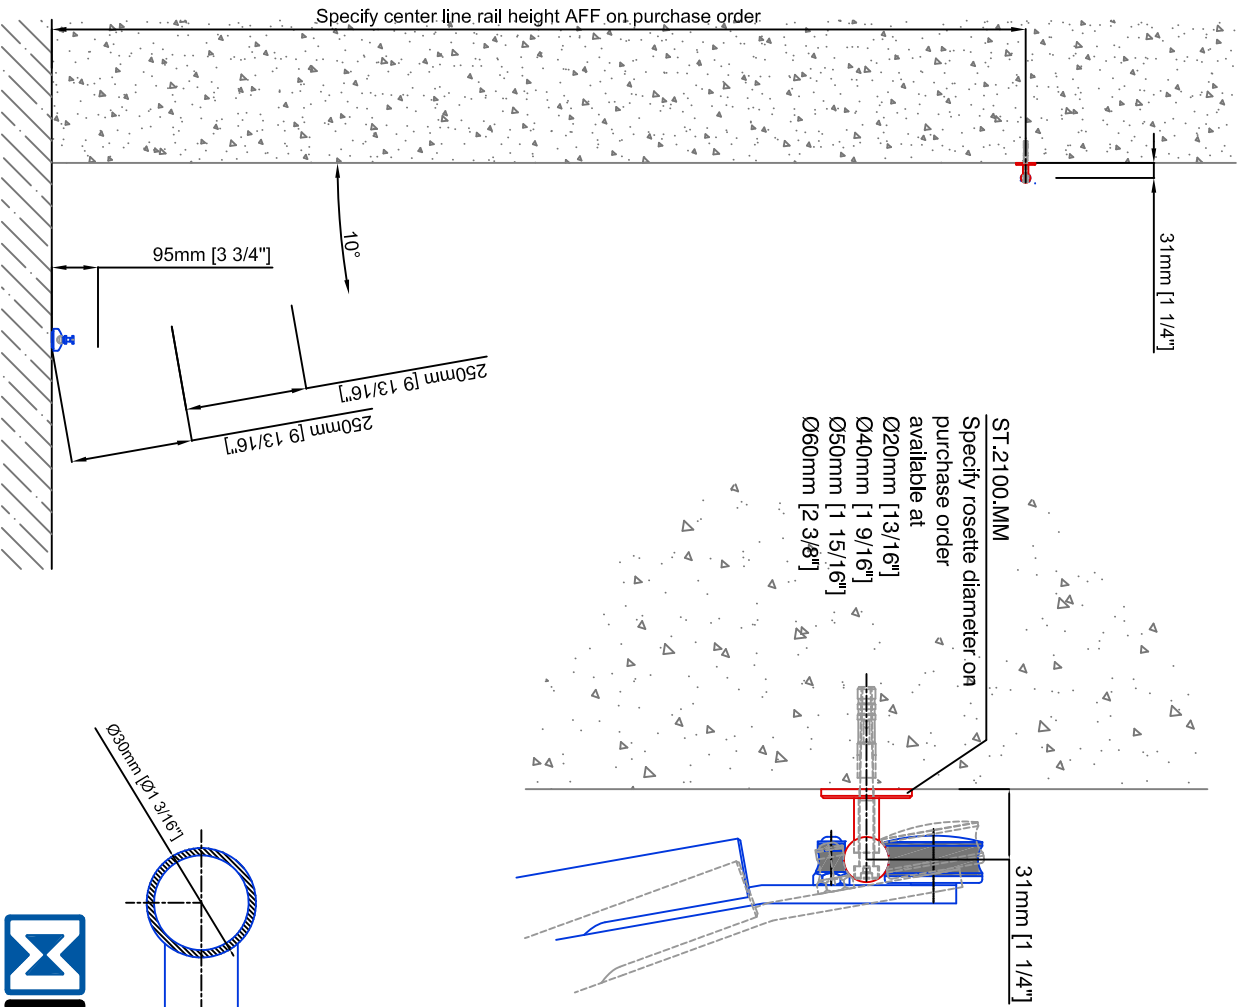 Specify center line rail height AFF on purchase order
31mm [1 1/4"]
10°
95mm [3 3/4"]
250mm [9 13/16"]
250mm [9 13/16"]
ST.2100.MM
Specify rosette diameter on
purchase order
available at
Ø20mm [13/16"]
Ø40mm [1 9/16"]
Ø50mm [1 15/16"]
Ø60mm [2 3/8"]
Ø30mm [Ø1 3/16"]
31mm [1 1/4"]